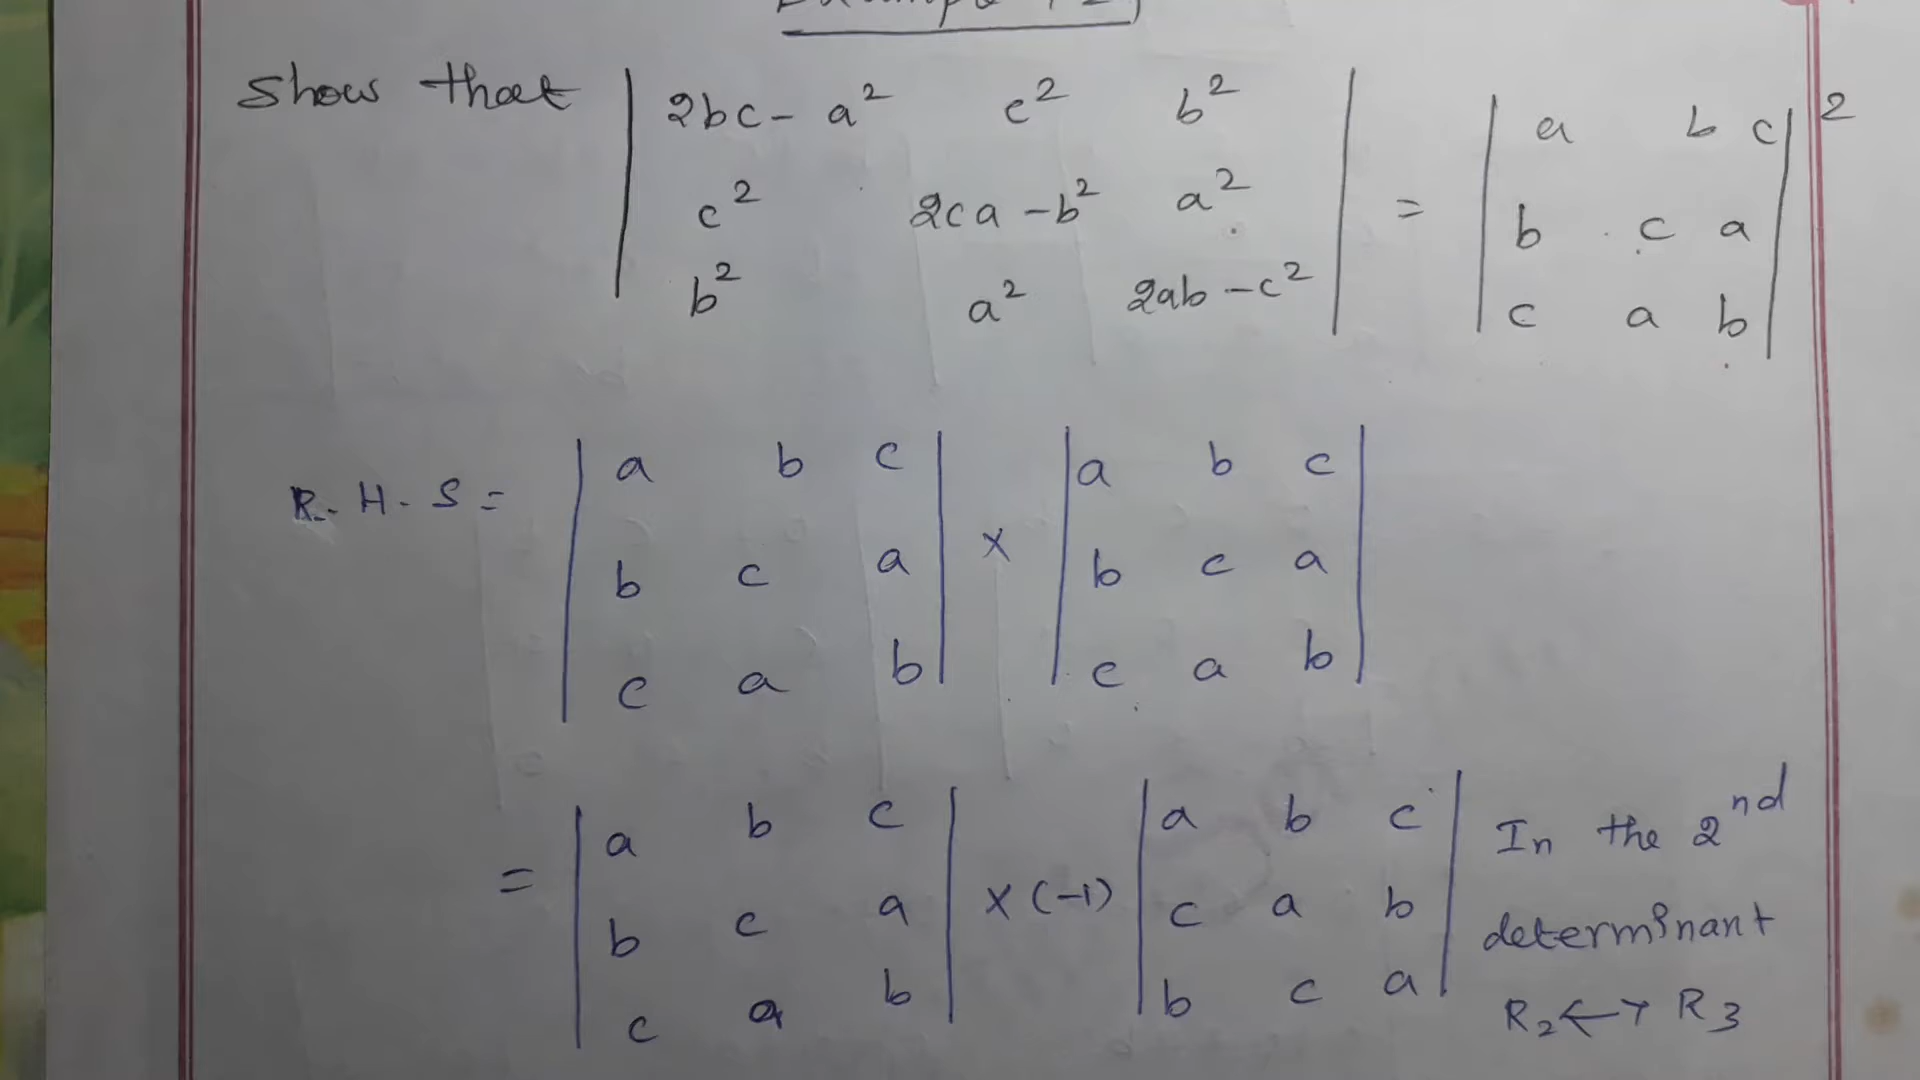 Show that | 2bc - a² c² b² | = | a b c |²
| c² 2ca - b² a² | | b c a |
| b² a² 2ab - c² | | c a b |
R.H.S = | a b c | × | a b c |
| b c a | | b c a |
| c a b | | c a b |
= | a b c | × (-1) | a b c | In the 2nd
| b c a | | c a b | determinant
| c a b | | b c a | R₂ ↔ R₃